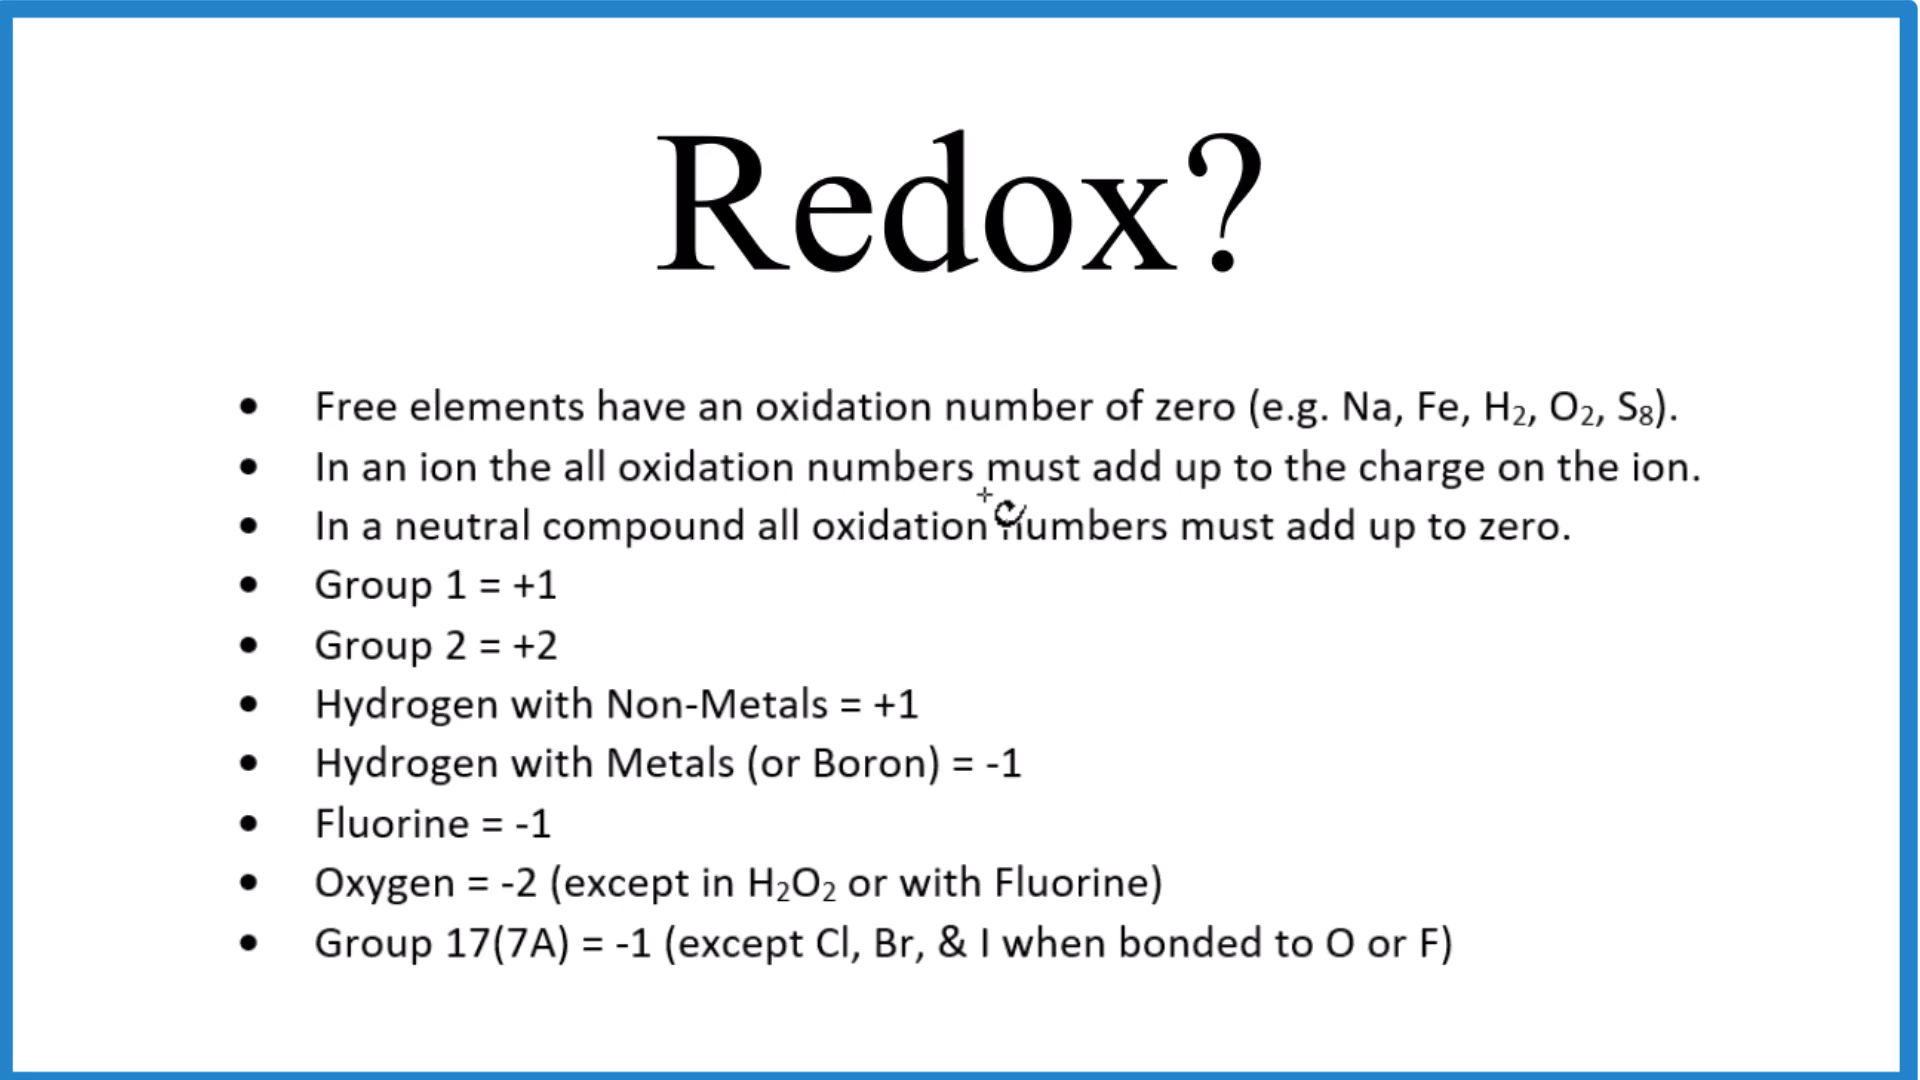 Redox?
• Free elements have an oxidation number of zero (e.g. Na, Fe, H₂, O₂, S₈).
• In an ion the all oxidation numbers must add up to the charge on the ion.
• In a neutral compound all oxidation numbers must add up to zero.
• Group 1 = +1
• Group 2 = +2
• Hydrogen with Non-Metals = +1
• Hydrogen with Metals (or Boron) = -1
• Fluorine = -1
• Oxygen = -2 (except in H₂O₂ or with Fluorine)
• Group 17(7A) = -1 (except Cl, Br, & I when bonded to O or F)